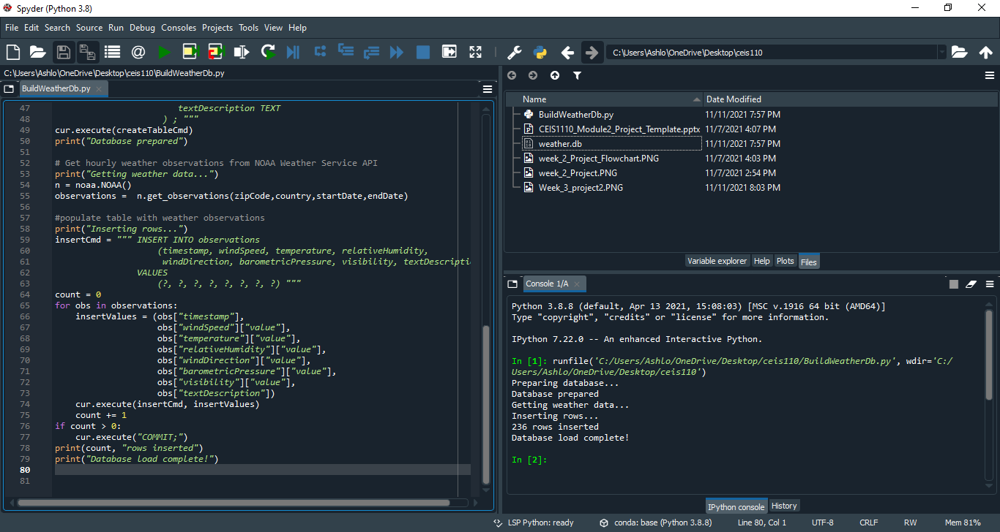 Spyder (Python 3.8)
File Edit Search Source Run Debug Consoles Projects Tools View Help
C:\Users\Ashlo\OneDrive\Desktop\ceis110
C:\Users\Ashlo\OneDrive\Desktop\ceis110\BuildWeatherDb.py
BuildWeatherDb.py
47 textDescription TEXT
48 ) ; """
49 cur.execute(createTableCmd)
50 print("Database prepared")
51
52 # Get hourly weather observations from NOAA Weather Service API
53 print("Getting weather data...")
54 n = noaa.NOAA()
55 observations =  n.get_observations(zipCode,country,startDate,endDate)
56
57 #populate table with weather observations
58 print("Inserting rows...")
59 insertCmd = """ INSERT INTO observations
60 (timestamp, windSpeed, temperature, relativeHumidity,
61 windDirection, barometricPressure, visibility, textDescripti
62 VALUES
63 (?, ?, ?, ?, ?, ?, ?, ?) """
64 count = 0
65 for obs in observations:
66 insertValues = (obs["timestamp"],
67 obs["windSpeed"]["value"],
68 obs["temperature"]["value"],
69 obs["relativeHumidity"]["value"],
70 obs["windDirection"]["value"],
71 obs["barometricPressure"]["value"],
72 obs["visibility"]["value"],
73 obs["textDescription"])
74 cur.execute(insertCmd, insertValues)
75 count += 1
76 if count > 0:
77 cur.execute("COMMIT;")
78 print(count, "rows inserted")
79 print("Database load complete!")
80
81
Name Date Modified
BuildWeatherDb.py 11/11/2021 7:57 PM
CEIS1110_Module2_Project_Template.pptx 11/7/2021 4:07 PM
weather.db 11/11/2021 7:57 PM
week_2_Project_Flowchart.PNG 11/7/2021 4:03 PM
week_2_Project.PNG 11/7/2021 2:54 PM
Week_3_project2.PNG 11/11/2021 8:03 PM
Variable explorer Help Plots Files
Console 1/A
Python 3.8.8 (default, Apr 13 2021, 15:08:03) [MSC v.1916 64 bit (AMD64)]
Type "copyright", "credits" or "license" for more information.
IPython 7.22.0 -- An enhanced Interactive Python.
In [1]: runfile('C:/Users/Ashlo/OneDrive/Desktop/ceis110/BuildWeatherDb.py', wdir='C:/
Users/Ashlo/OneDrive/Desktop/ceis110')
Preparing database...
Database prepared
Getting weather data...
Inserting rows...
236 rows inserted
Database load complete!
In [2]:
IPython console History
LSP Python: ready conda: base (Python 3.8.8) Line 80, Col 1 UTF-8 CRLF RW Mem 81%